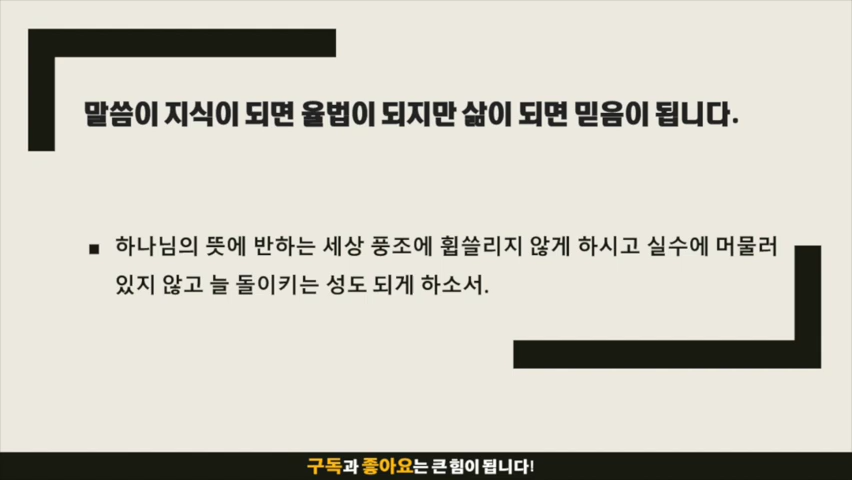 말씀이 지식이 되면 율법이 되지만 삶이 되면 믿음이 됩니다.
■ 하나님의 뜻에 반하는 세상 풍조에 휩쓸리지 않게 하시고 실수에 머물러
있지 않고 늘 돌이키는 성도 되게 하소서.
구독과 좋아요는 큰 힘이 됩니다!